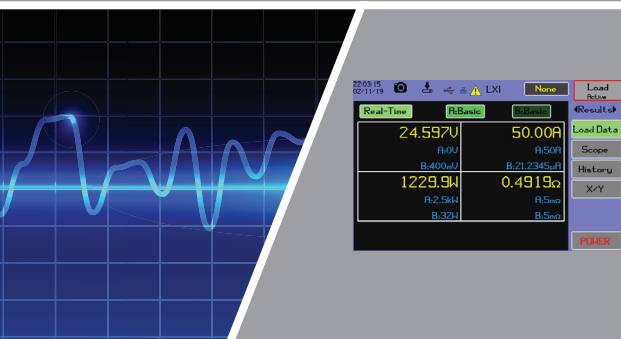 22:03:15
02/11/19
LXI
None
Load
Active
Real-Time
A:Basic
B:Basic
◀Results▶
24.597V
50.00A
Load Data
A:0V
A:50A
Scope
B:400mV
B:21.2345µA
History
1229.9W
0.4919Ω
X/Y
A:2.5kW
A:5mΩ
B:32W
B:5mΩ
POWER